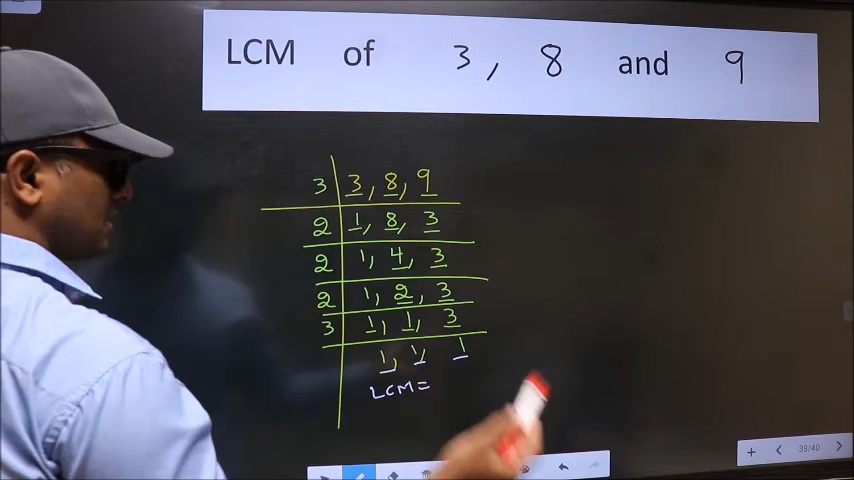 LCM of 3, 8 and 9
3 3, 8, 9
2 1, 8, 3
2 1, 4, 3
2 1, 2, 3
3 1, 1, 3
1, 1 1
LCM =
38/40